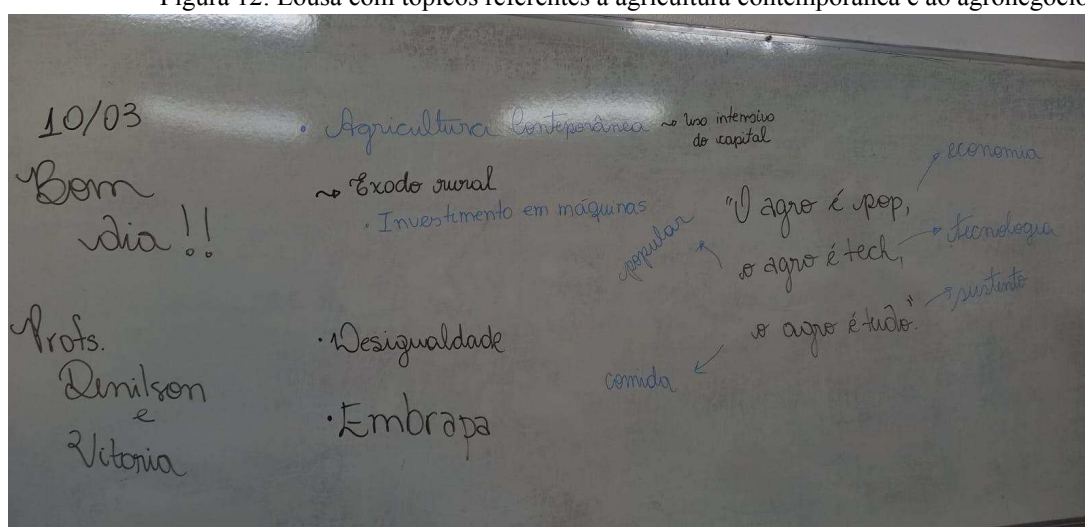 Figura 12: Lousa com tópicos referentes à agricultura contemporânea e ao agronegócio
10/03
Bom
dia!!
Profs.
Denilson
e
Vitoria
• Agricultura Conteporânea ~> Uso intensivo
do capital
~> Exodo rural
• Investimento em máquinas
• Desigualdade
• Embrapa
"O agro é pop,
o agro é tech,
o agro é tudo."
economia
popular
tecnologia
sustento
comida